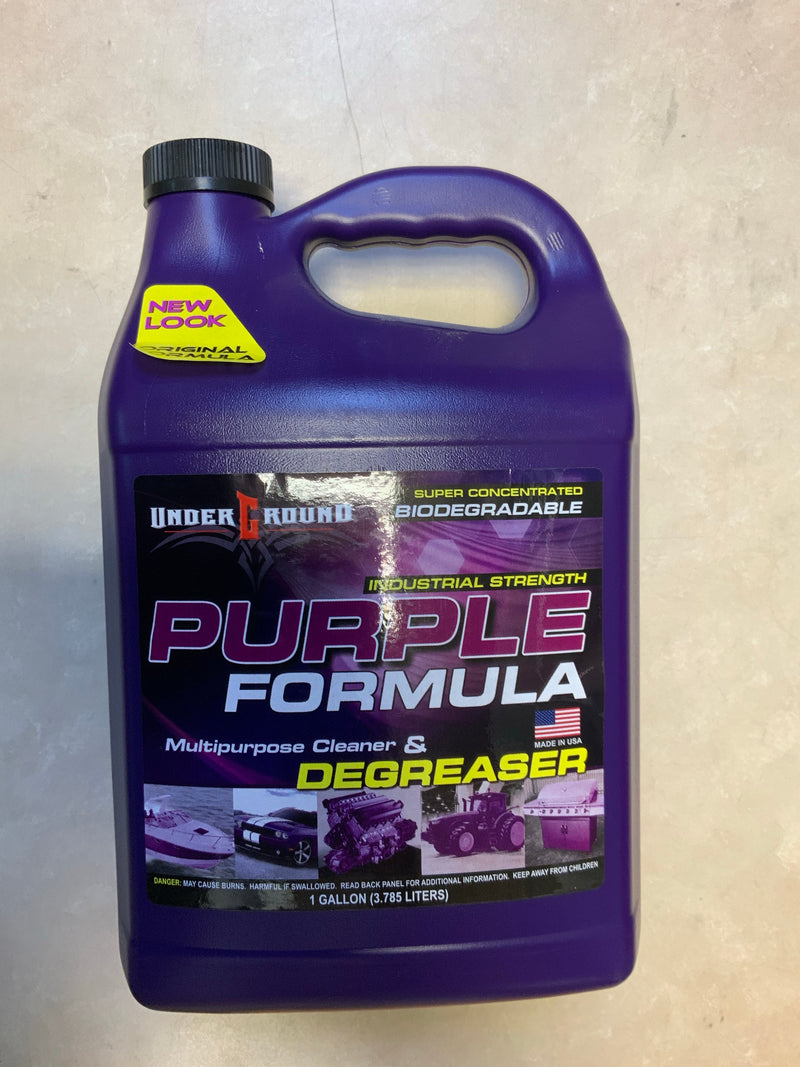 NEW
LOOK
ORIGINAL
FORMULA
UNDERGROUND
SUPER CONCENTRATED
BIODEGRADABLE
INDUSTRIAL STRENGTH
PURPLE
FORMULA
MADE IN USA
Multipurpose Cleaner &
DEGREASER
DANGER: MAY CAUSE BURNS. HARMFUL IF SWALLOWED. READ BACK PANEL FOR ADDITIONAL INFORMATION. KEEP AWAY FROM CHILDREN
1 GALLON (3.785 LITERS)